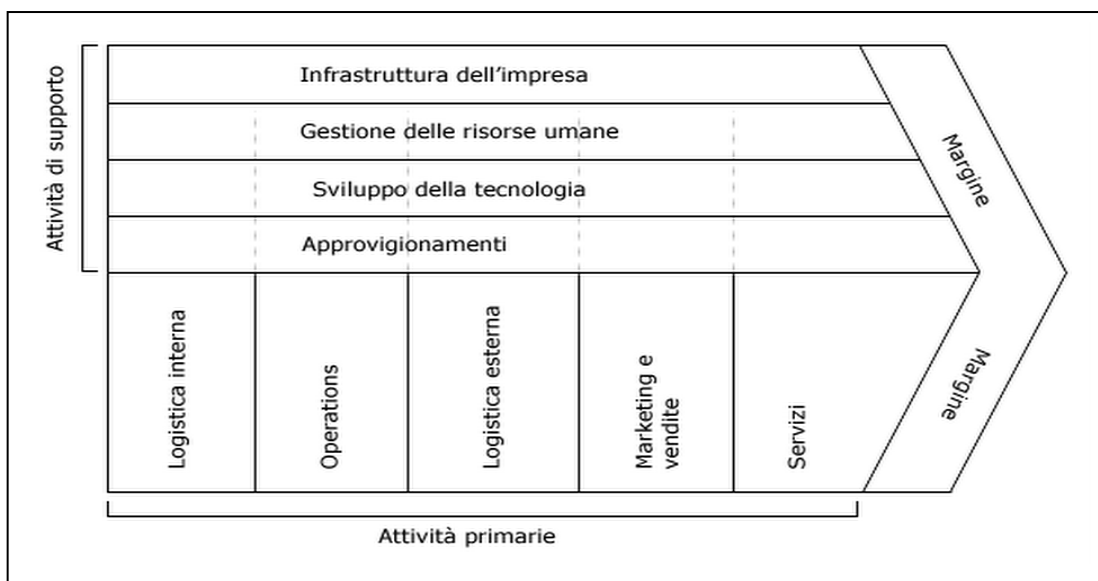 Attività di supporto
Infrastruttura dell'impresa
Gestione delle risorse umane
Sviluppo della tecnologia
Approvigionamenti
Margine
Logistica interna
Operations
Logistica esterna
Marketing e
vendite
Servizi
Margine
Attività primarie